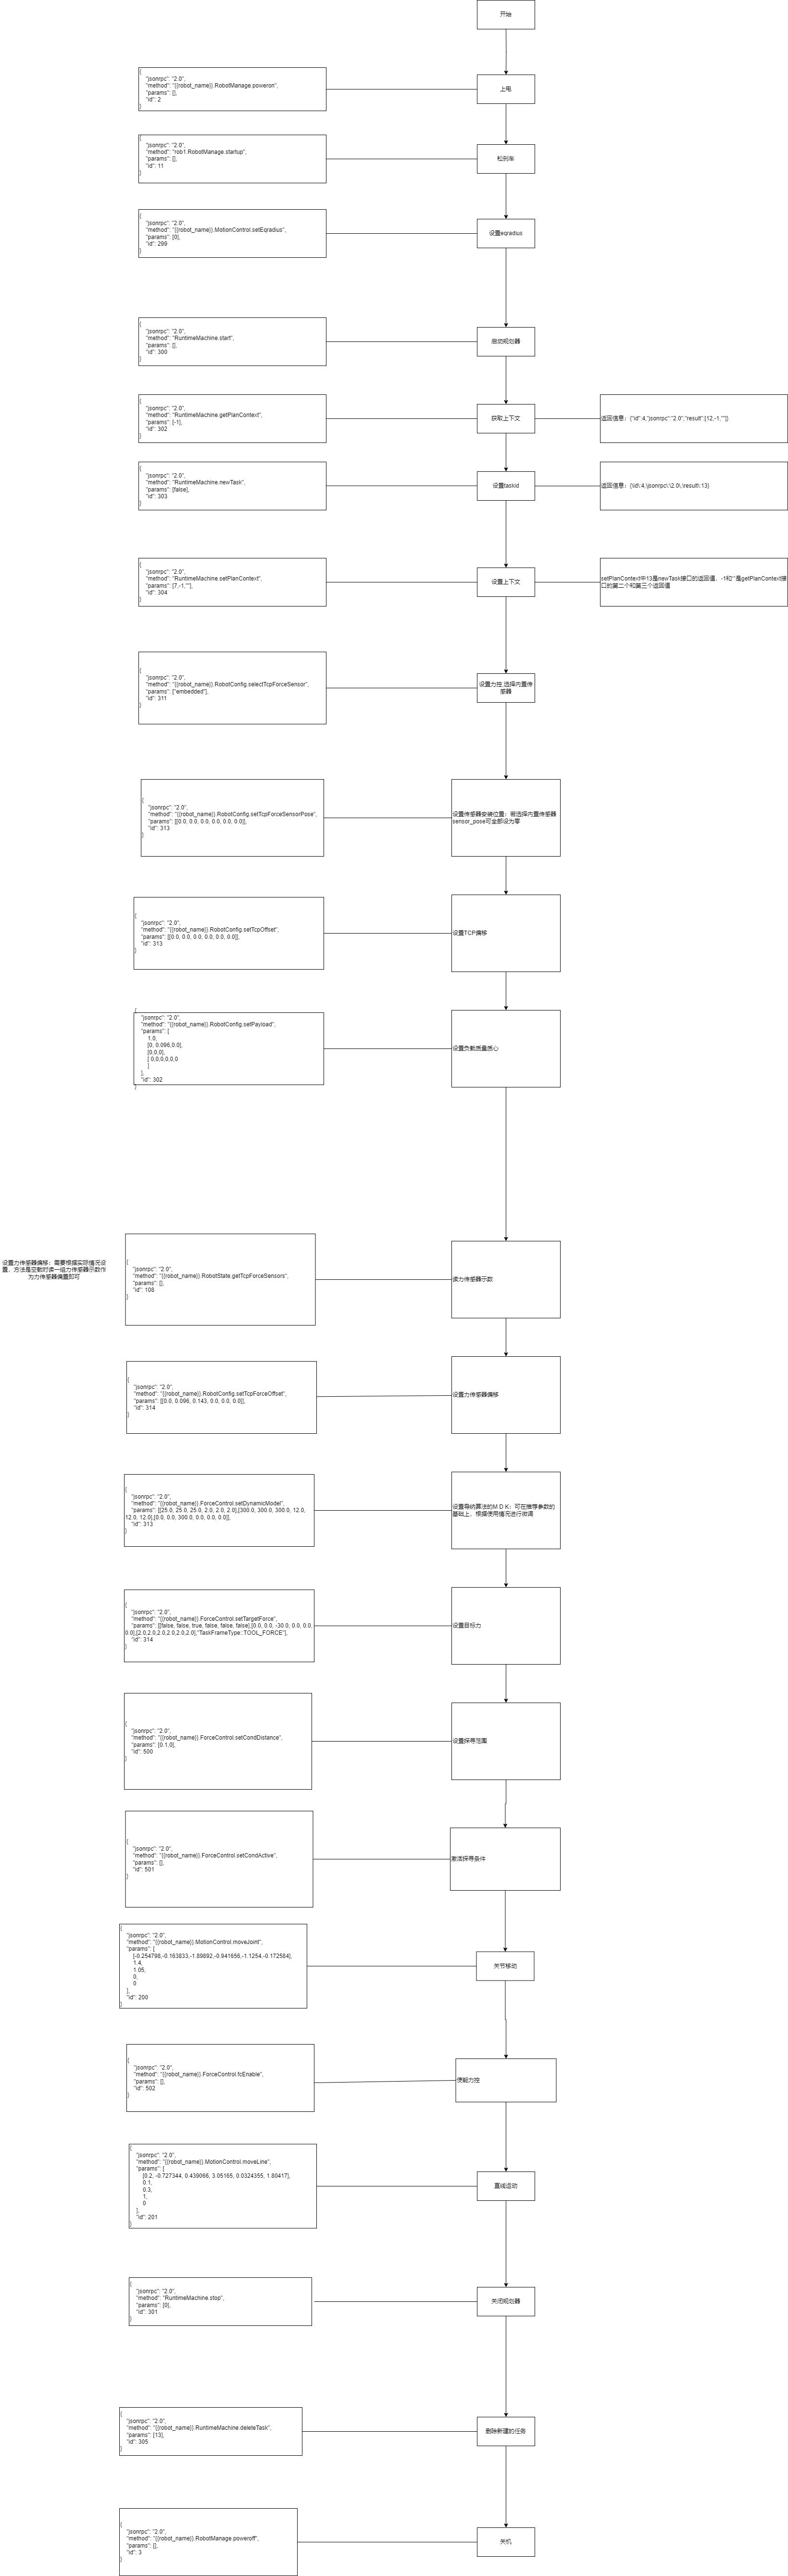 开始
上电
{
"jsonrpc": "2.0",
"method": "{{robot_name}}.RobotManage.poweron",
"params": [],
"id": 2
}
松刹车
{
"jsonrpc": "2.0",
"method": "rob1.RobotManage.startup",
"params": [],
"id": 11
}
设置eqradius
{
"jsonrpc": "2.0",
"method": "{{robot_name}}.MotionControl.setEqradius",
"params": [0],
"id": 299
}
启动规划器
{
"jsonrpc": "2.0",
"method": "RuntimeMachine.start",
"params": [],
"id": 300
}
获取上下文
{
"jsonrpc": "2.0",
"method": "RuntimeMachine.getPlanContext",
"params": [-1],
"id": 302
}
返回信息：{"id":4,"jsonrpc":"2.0","result":[12,-1,""]}
设置taskid
{
"jsonrpc": "2.0",
"method": "RuntimeMachine.newTask",
"params": [false],
"id": 303
}
返回信息：{\id\:4,\jsonrpc\:\2.0\,\result\:13}
设置上下文
{
"jsonrpc": "2.0",
"method": "RuntimeMachine.setPlanContext",
"params": [7,-1,""],
"id": 304
}
setPlanContext中13是newTask接口的返回值，-1和""是getPlanContext接
口的第二个和第三个返回值
设置力控,选择内置传
感器
{
"jsonrpc": "2.0",
"method": "{{robot_name}}.RobotConfig.selectTcpForceSensor",
"params": ["embedded"],
"id": 311
}
设置传感器安装位置：若选择内置传感器
sensor_pose可全部设为零
{
"jsonrpc": "2.0",
"method": "{{robot_name}}.RobotConfig.setTcpForceSensorPose",
"params": [[0.0, 0.0, 0.0, 0.0, 0.0, 0.0]],
"id": 313
}
设置TCP偏移
{
"jsonrpc": "2.0",
"method": "{{robot_name}}.RobotConfig.setTcpOffset",
"params": [[0.0, 0.0, 0.0, 0.0, 0.0, 0.0]],
"id": 313
}
设置负载质量质心
{
"jsonrpc": "2.0",
"method": "{{robot_name}}.RobotConfig.setPayload",
"params": [
1.0,
[0, 0.096,0.0],
[0,0,0],
[ 0,0,0,0,0,0
]
],
"id": 302
}
设置力传感器偏移：需要根据实际情况设
置，方法是空载时读一组力传感器示数作
为力传感器偏置即可
读力传感器示数
{
"jsonrpc": "2.0",
"method": "{{robot_name}}.RobotState.getTcpForceSensors",
"params": [],
"id": 108
}
设置力传感器偏移
{
"jsonrpc": "2.0",
"method": "{{robot_name}}.RobotConfig.setTcpForceOffset",
"params": [[0.0, 0.096, 0.143, 0.0, 0.0, 0.0]],
"id": 314
}
设置导纳算法的M D K：可在推荐参数的
基础上，根据使用情况进行微调
{
"jsonrpc": "2.0",
"method": "{{robot_name}}.ForceControl.setDynamicModel",
"params": [[25.0, 25.0, 25.0, 2.0, 2.0, 2.0],[300.0, 300.0, 300.0, 12.0,
12.0, 12.0],[0.0, 0.0, 300.0, 0.0, 0.0, 0.0]],
"id": 313
}
设置目标力
{
"jsonrpc": "2.0",
"method": "{{robot_name}}.ForceControl.setTargetForce",
"params": [[false, false, true, false, false, false],[0.0, 0.0, -30.0, 0.0, 0.0,
0.0],[2.0,2.0,2.0,2.0,2.0,2.0],"TaskFrameType::TOOL_FORCE"],
"id": 314
}
设置探寻范围
{
"jsonrpc": "2.0",
"method": "{{robot_name}}.ForceControl.setCondDistance",
"params": [0.1,0],
"id": 500
}
激活探寻条件
{
"jsonrpc": "2.0",
"method": "{{robot_name}}.ForceControl.setCondActive",
"params": [],
"id": 501
}
关节移动
{
"jsonrpc": "2.0",
"method": "{{robot_name}}.MotionControl.moveJoint",
"params": [
[-0.254798,-0.163833,-1.89892,-0.941656,-1.1254,-0.172584],
1.4,
1.05,
0,
0
],
"id": 200
}
使能力控
{
"jsonrpc": "2.0",
"method": "{{robot_name}}.ForceControl.fcEnable",
"params": [],
"id": 502
}
直线运动
{
"jsonrpc": "2.0",
"method": "{{robot_name}}.MotionControl.moveLine",
"params": [
[0.2, -0.727344, 0.439066, 3.05165, 0.0324355, 1.80417],
0.1,
0.3,
1,
0
],
"id": 201
}
关闭规划器
{
"jsonrpc": "2.0",
"method": "RuntimeMachine.stop",
"params": [0],
"id": 301
}
删除新建的任务
{
"jsonrpc": "2.0",
"method": "{{robot_name}}.RuntimeMachine.deleteTask",
"params": [13],
"id": 305
}
关机
{
"jsonrpc": "2.0",
"method": "{{robot_name}}.RobotManage.poweroff",
"params": [],
"id": 3
}